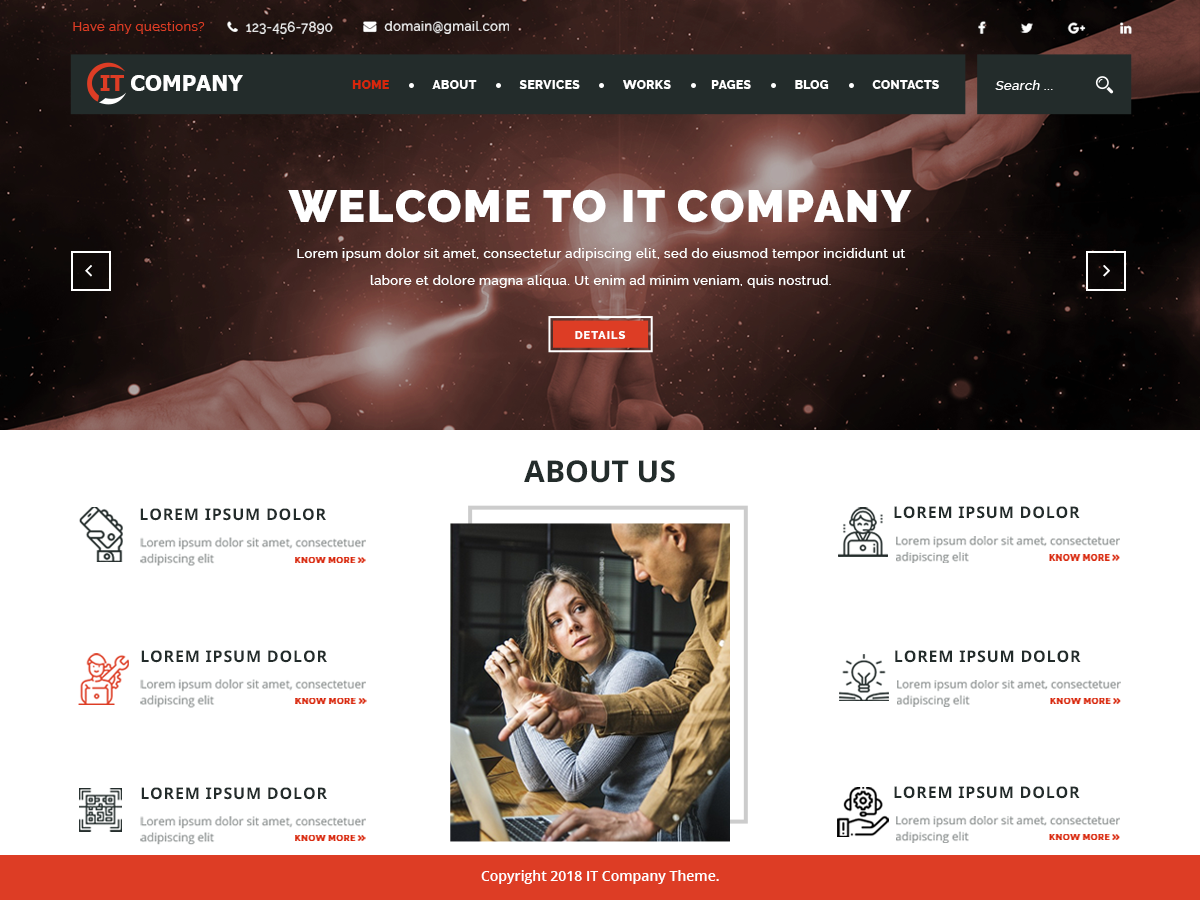 Have any questions? 123-456-7890 domain@gmail.com
IT COMPANY HOME ABOUT SERVICES WORKS PAGES BLOG CONTACTS Search ...
WELCOME TO IT COMPANY
Lorem ipsum dolor sit amet, consectetur adipiscing elit, sed do eiusmod tempor incididunt ut
labore et dolore magna aliqua. Ut enim ad minim veniam, quis nostrud.
DETAILS
ABOUT US
LOREM IPSUM DOLOR
Lorem ipsum dolor sit amet, consectetuer
adipiscing elit KNOW MORE »
LOREM IPSUM DOLOR
Lorem ipsum dolor sit amet, consectetuer
adipiscing elit KNOW MORE »
LOREM IPSUM DOLOR
Lorem ipsum dolor sit amet, consectetuer
adipiscing elit KNOW MORE »
LOREM IPSUM DOLOR
Lorem ipsum dolor sit amet, consectetuer
adipiscing elit KNOW MORE »
LOREM IPSUM DOLOR
Lorem ipsum dolor sit amet, consectetuer
adipiscing elit KNOW MORE »
LOREM IPSUM DOLOR
Lorem ipsum dolor sit amet, consectetuer
adipiscing elit KNOW MORE »
Copyright 2018 IT Company Theme.